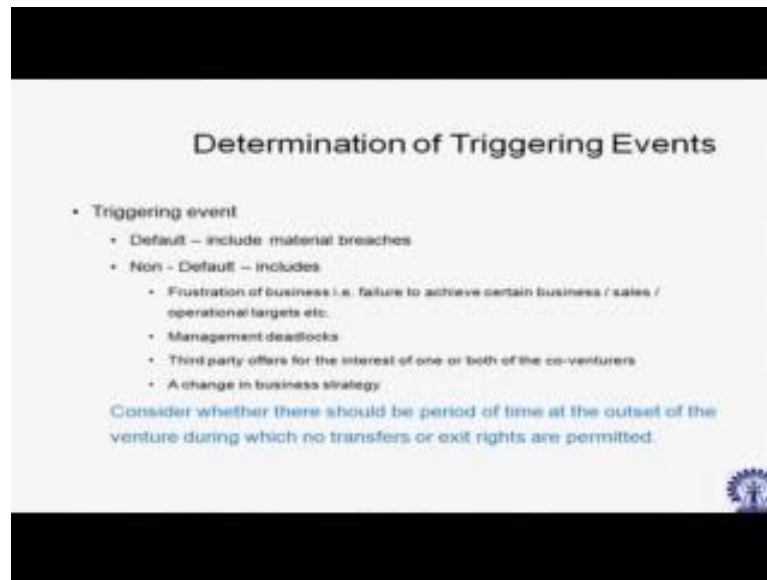 Determination of Triggering Events
• Triggering event
• Default – include material breaches
• Non - Default – includes
• Frustration of business i.e. failure to achieve certain business / sales /
operational targets etc.
• Management deadlocks
• Third party offers for the interest of one or both of the co-venturers
• A change in business strategy
Consider whether there should be period of time at the outset of the
venture during which no transfers or exit rights are permitted.